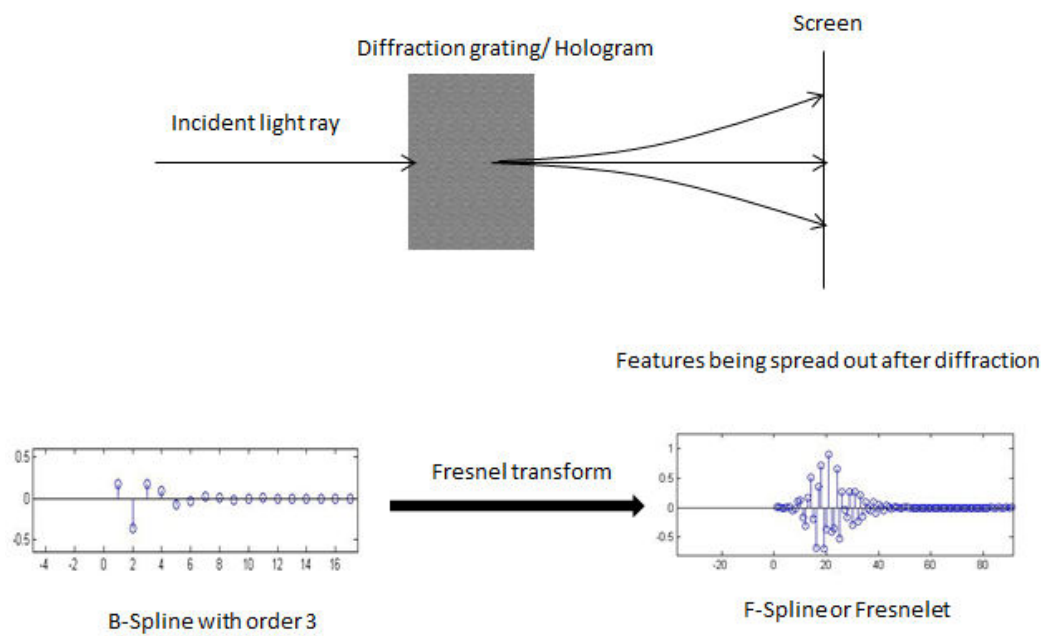 Screen
Diffraction grating/ Hologram
Incident light ray
Features being spread out after diffraction
0.5
0
-0.5
-4 -2 0 2 4 6 8 10 12 14 16
Fresnel transform
1
0.5
0
-0.5
-20 0 20 40 60 80
B-Spline with order 3
F-Spline or Fresnelet